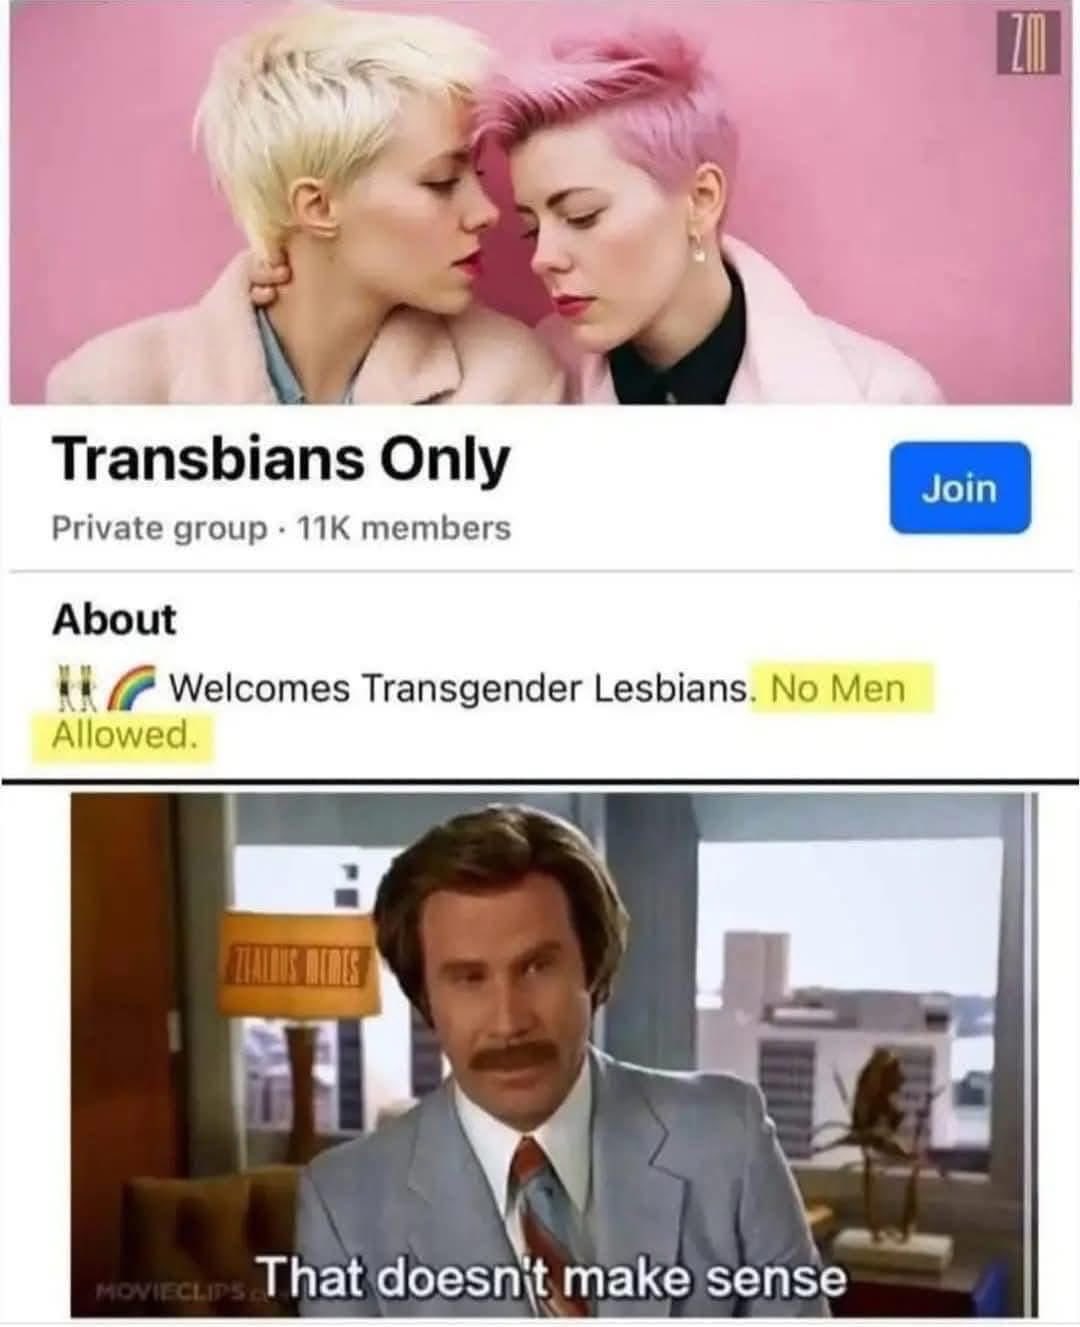 ZM
Transbians Only
Join
Private group · 11K members
About
Welcomes Transgender Lesbians. No Men
Allowed.
ZEALOUS MEMES
MOVIECLIPS
That doesn't make sense